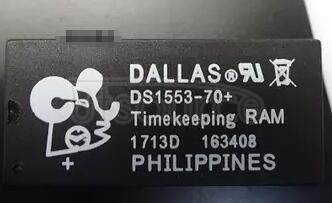 DALLAS®
DS1553-70+
Timekeeping RAM
1713D 163408
PHILIPPINES
+